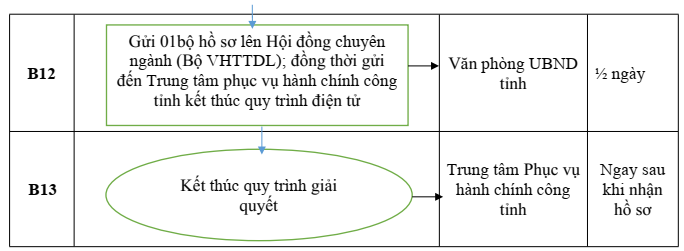 B12
Gửi 01bộ hồ sơ lên Hội đồng chuyên
ngành (Bộ VHTTDL); đồng thời gửi
đến Trung tâm phục vụ hành chính công
tỉnh kết thúc quy trình điện tử
Văn phòng UBND
tỉnh
½ ngày
B13
Kết thúc quy trình giải
quyết
Trung tâm Phục vụ
hành chính công
tỉnh
Ngay sau
khi nhận
hồ sơ